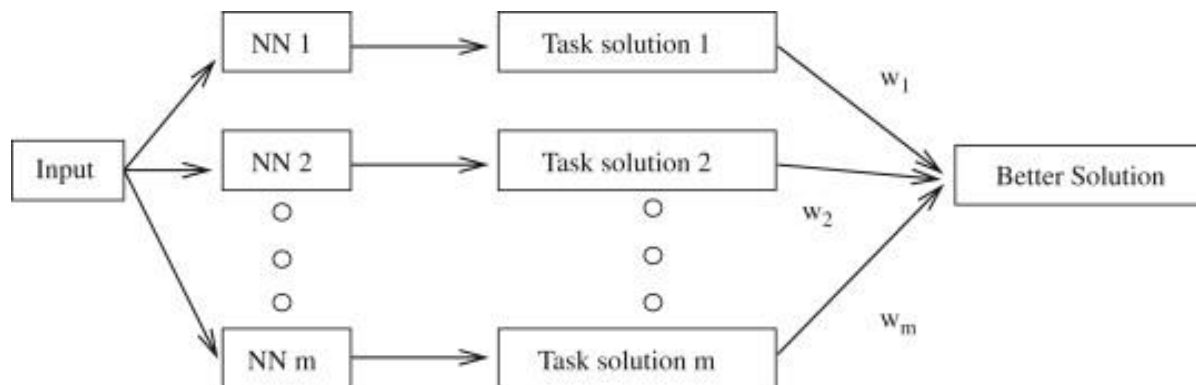 NN 1
Task solution 1
w1
Input
NN 2
Task solution 2
w2
Better Solution
NN m
Task solution m
wm